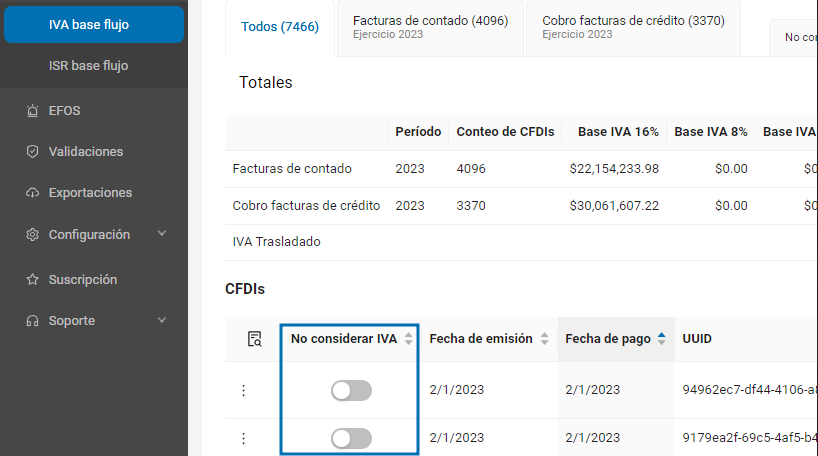 IVA base flujo
ISR base flujo
EFOS
Validaciones
Exportaciones
Configuración
Suscripción
Soporte
Todos (7466)
Facturas de contado (4096)
Ejercicio 2023
Cobro facturas de crédito (3370)
Ejercicio 2023
No con
Totales
Período Conteo de CFDIs Base IVA 16% Base IVA 8% Base IVA
Facturas de contado 2023 4096 $22,154,233.98 $0.00 $0
Cobro facturas de crédito 2023 3370 $30,061,607.22 $0.00 $0
IVA Trasladado
CFDIs
No considerar IVA Fecha de emisión Fecha de pago UUID
2/1/2023 2/1/2023 94962ec7-df44-4106-a8
2/1/2023 2/1/2023 9179ea2f-69c5-4af5-b4